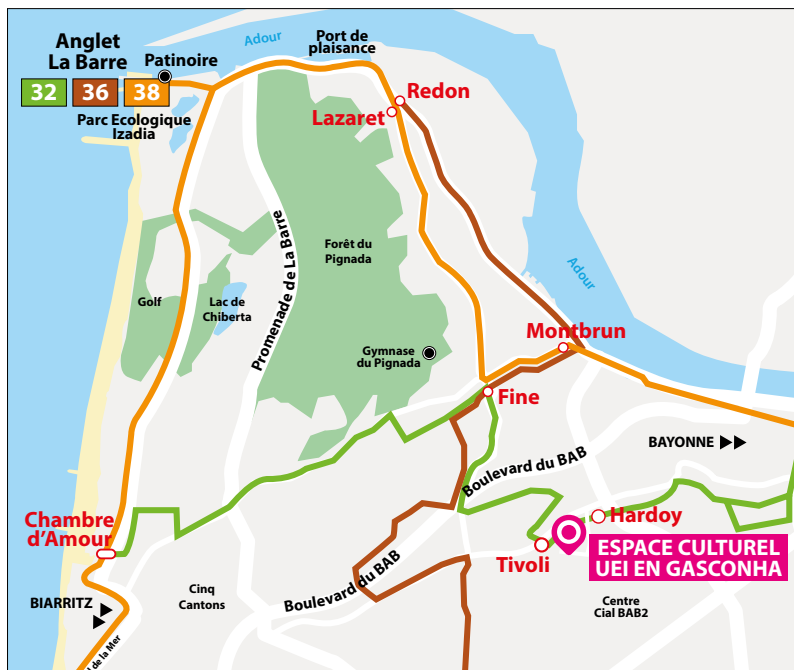 Anglet
La Barre
32 36 38
Patinoire
Parc Ecologique
Izadia
Adour
Port de
plaisance
Redon
Lazaret
Promenade de La Barre
Forêt du
Pignada
Golf
Lac de
Chiberta
Adour
Gymnase
du Pignada
Montbrun
Fine
Boulevard du BAB
BAYONNE
Chambre
d'Amour
Hardoy
Tivoli
ESPACE CULTUREL
UEI EN GASCONHA
Boulevard du BAB
Cinq
Cantons
BIARRITZ
Centre
Cial BAB2
de la Mer